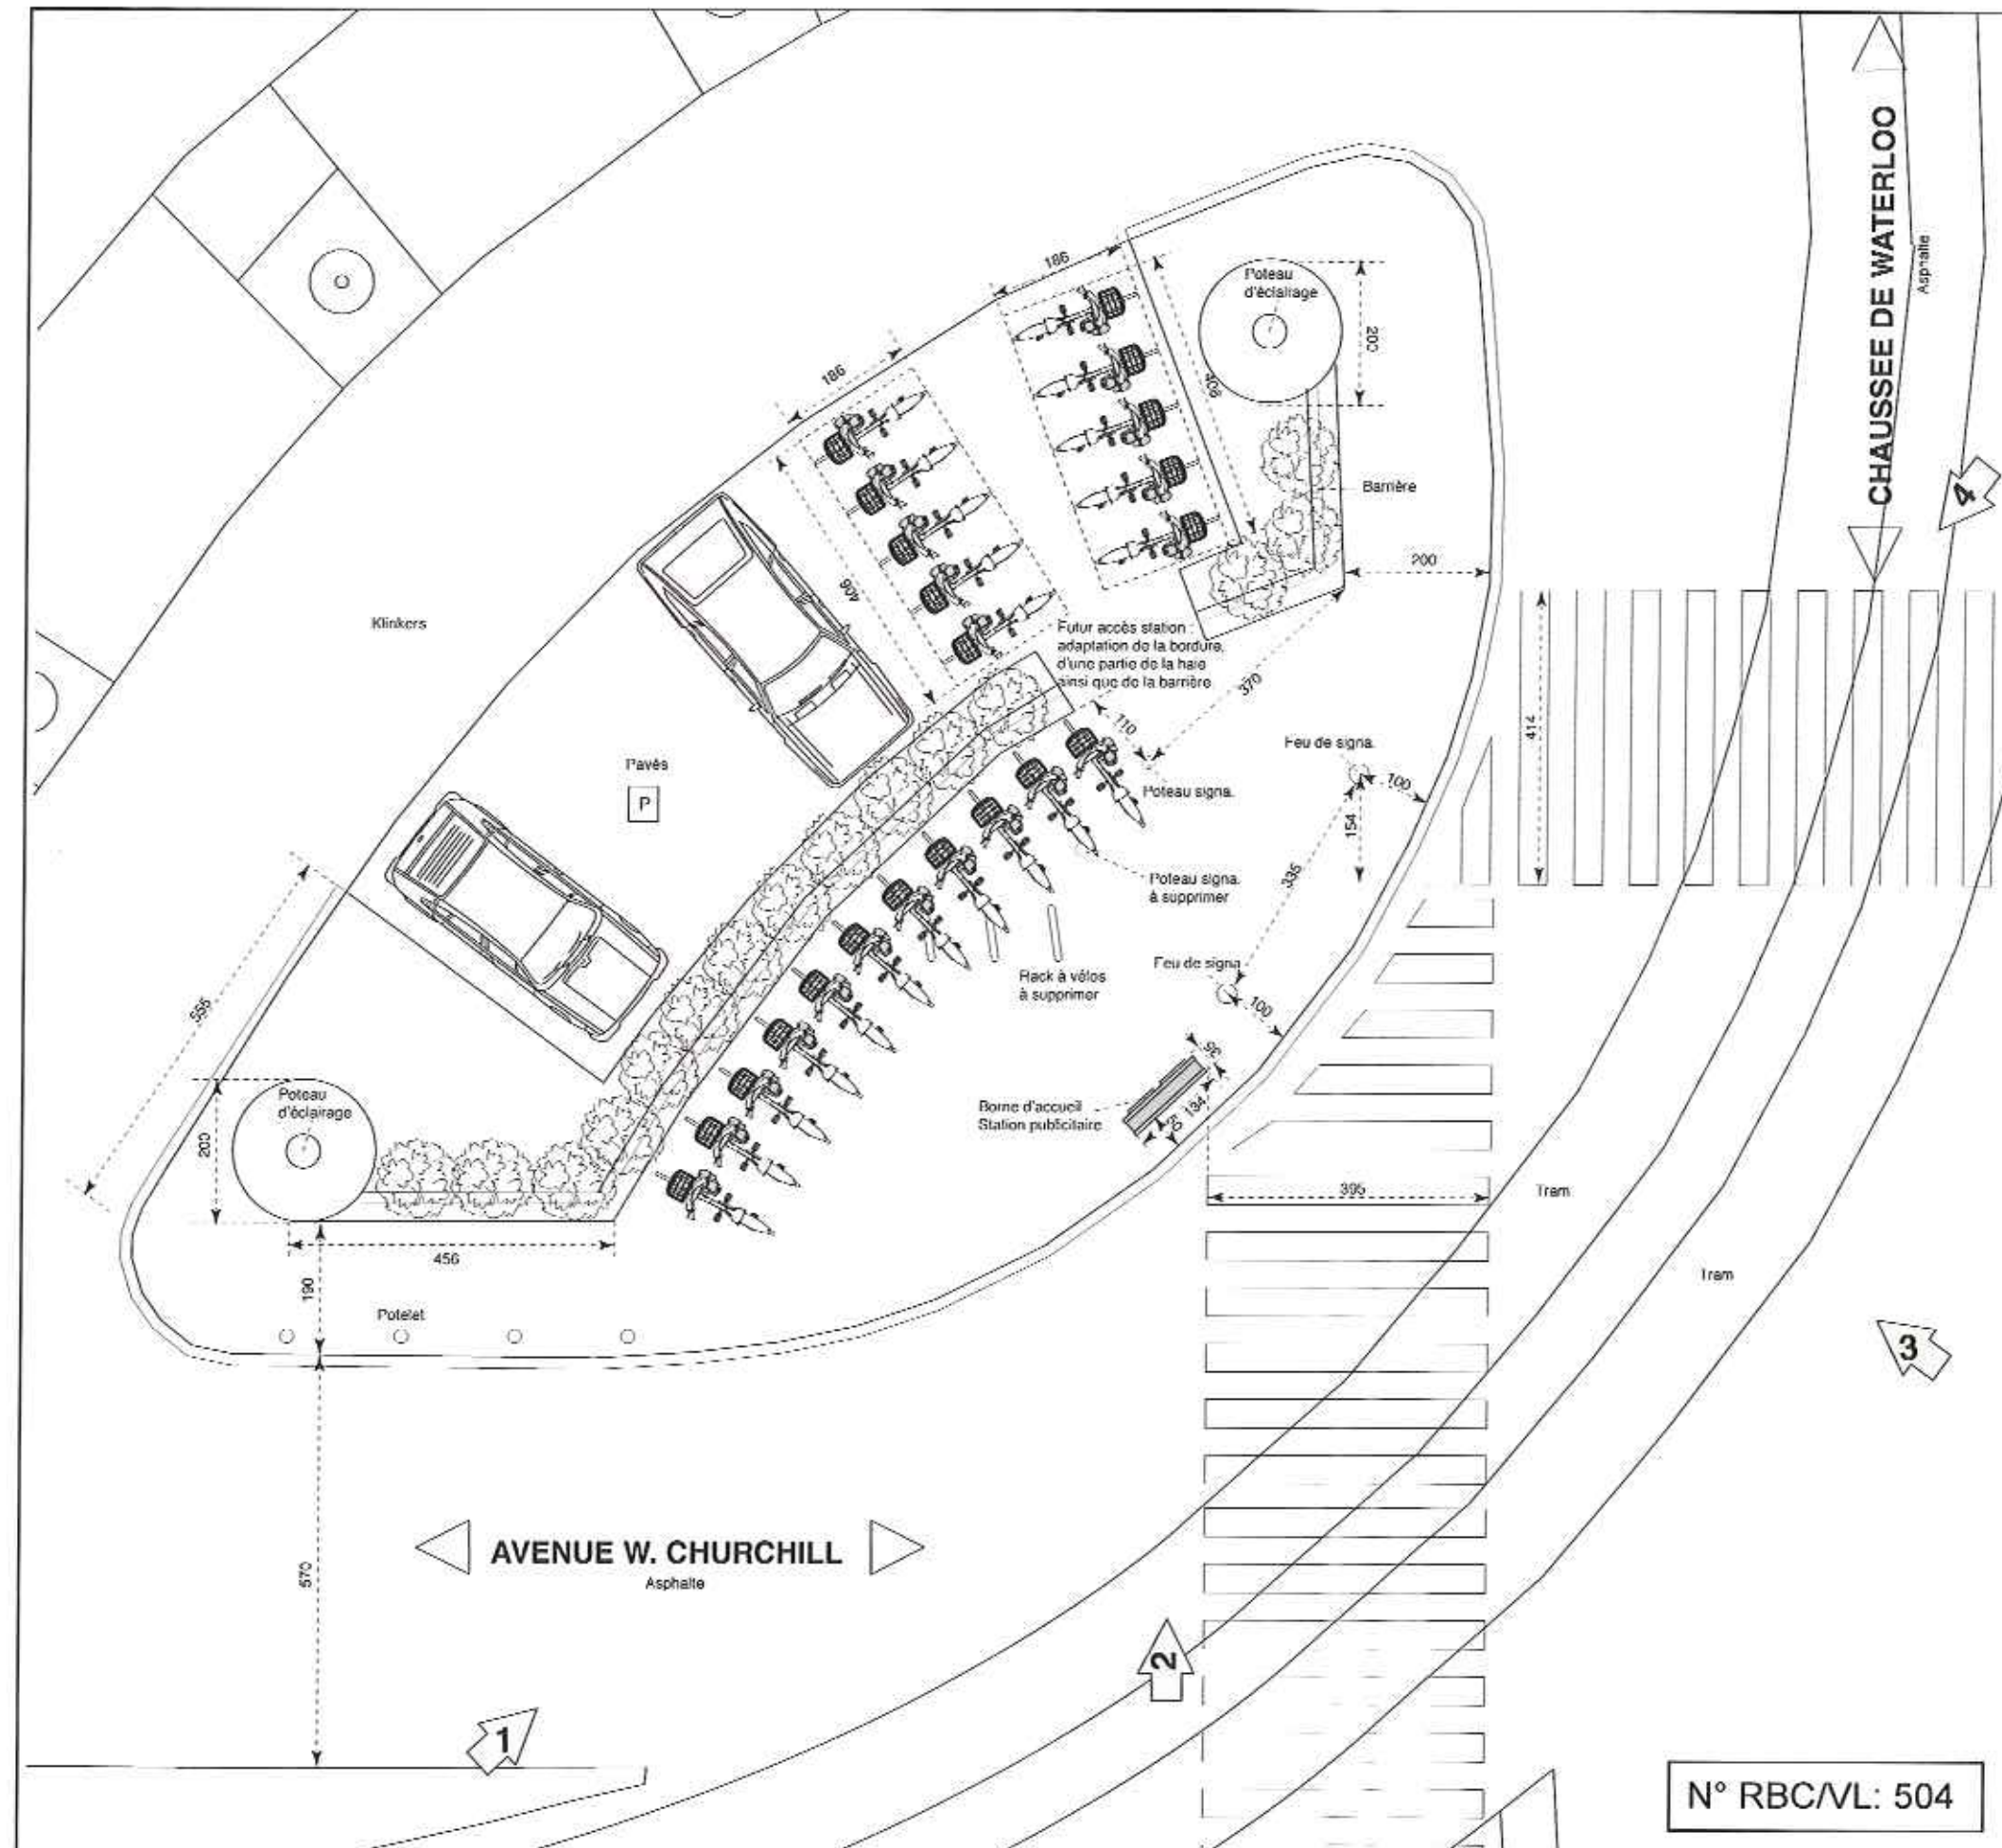 CHAUSSEE DE WATERLOO
Asphalte
186
Poteau
d'éclairage
200
186
406
4
Barrière
200
406
Klinkers
Futur accès station :
adaptation de la bordure,
d'une partie de la haie
ainsi que de la barrière
370
414
110
Feu de signa.
100
Pavés
P
Poteau signa.
154
Poteau signa.
à supprimer
335
Feu de signa.
Rack à vélos
à supprimer
100
555
35
Poteau
d'éclairage
Borne d'accueil
Station publicitaire
134
50
200
395
Tram
456
Tram
190
Potelet
3
AVENUE W. CHURCHILL
Asphalte
570
2
1
N° RBC/VL: 504